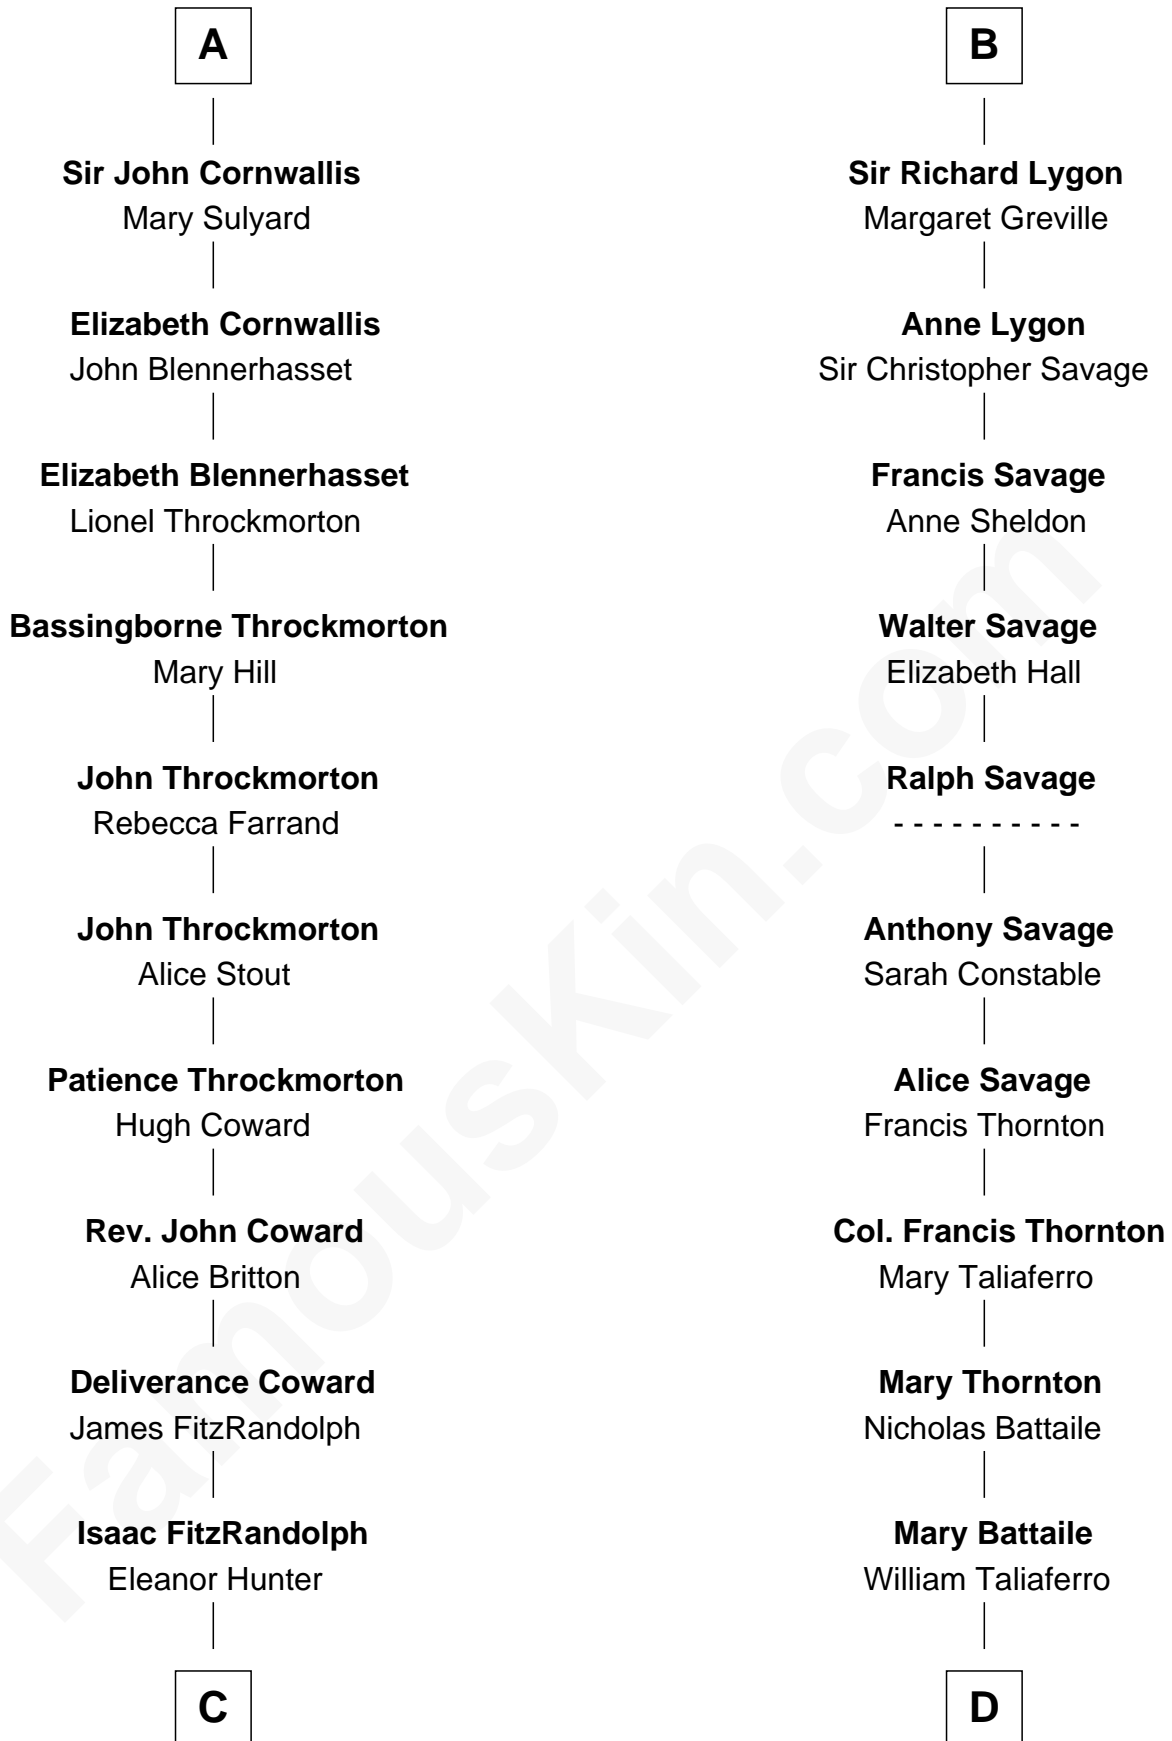 A
Sir John Cornwallis
Mary Sulyard
Elizabeth Cornwallis
John Blennerhasset
Elizabeth Blennerhasset
Lionel Throckmorton
Bassingborne Throckmorton
Mary Hill
John Throckmorton
Rebecca Farrand
John Throckmorton
Alice Stout
Patience Throckmorton
Hugh Coward
Rev. John Coward
Alice Britton
Deliverance Coward
James FitzRandolph
Isaac FitzRandolph
Eleanor Hunter
C
B
Sir Richard Lygon
Margaret Greville
Anne Lygon
Sir Christopher Savage
Francis Savage
Anne Sheldon
Walter Savage
Elizabeth Hall
Ralph Savage
- - - - - - - - - -
Anthony Savage
Sarah Constable
Alice Savage
Francis Thornton
Col. Francis Thornton
Mary Taliaferro
Mary Thornton
Nicholas Battaile
Mary Battaile
William Taliaferro
D
FamousKin.com